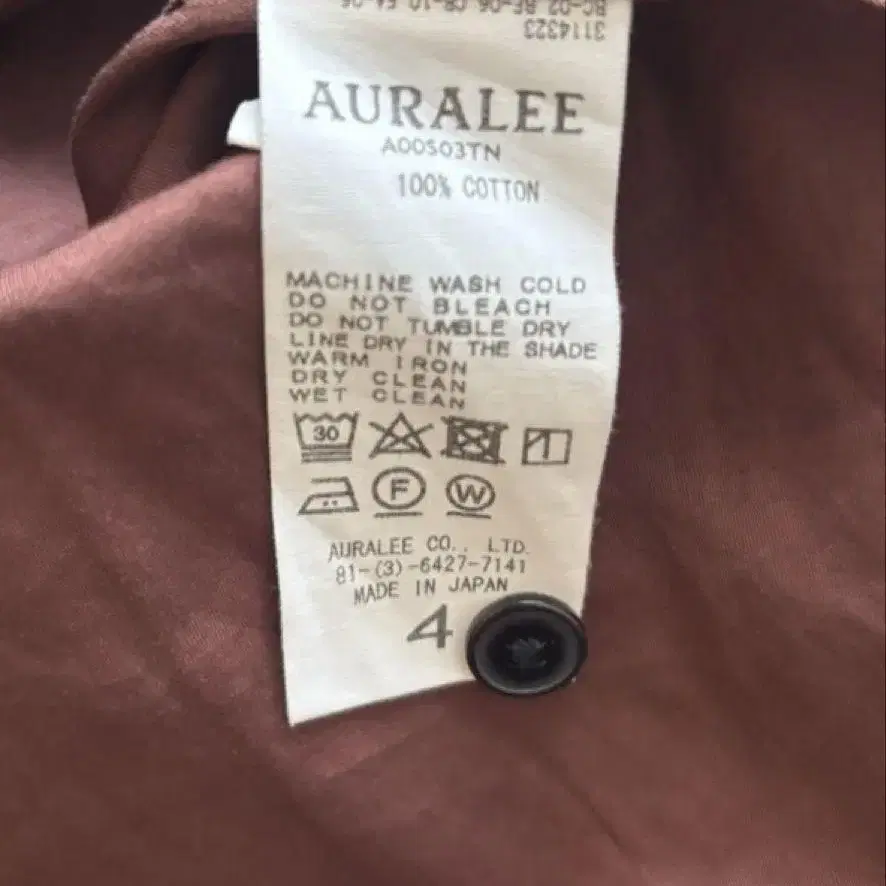 3114323
AURALEE
A00S03TN
100% COTTON
MACHINE WASH COLD
DO NOT BLEACH
DO NOT TUMBLE DRY
LINE DRY IN THE SHADE
WARM IRON
DRY CLEAN
WET CLEAN
30
F W
AURALEE CO., LTD.
81-(3)-6427-7141
MADE IN JAPAN
4